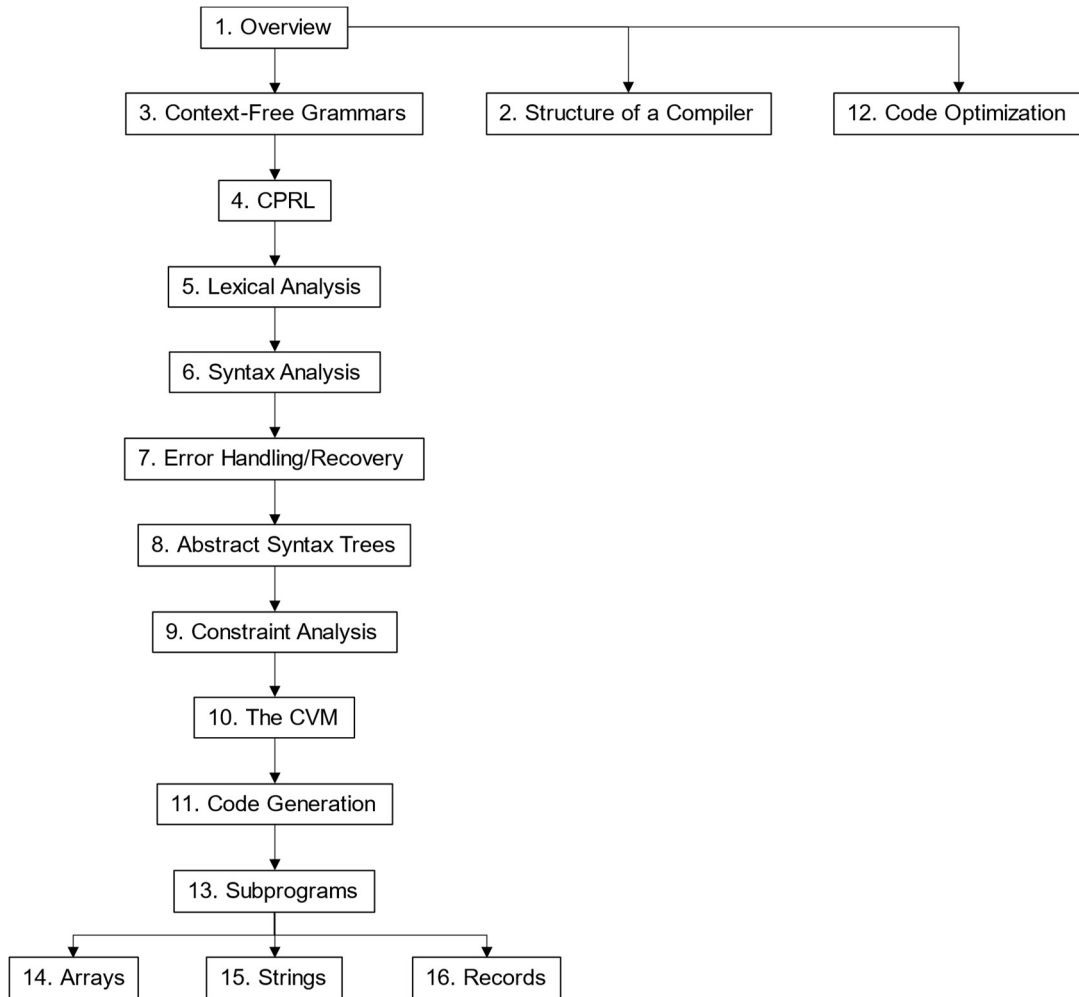 1. Overview
3. Context-Free Grammars
2. Structure of a Compiler
12. Code Optimization
4. CPRL
5. Lexical Analysis
6. Syntax Analysis
7. Error Handling/Recovery
8. Abstract Syntax Trees
9. Constraint Analysis
10. The CVM
11. Code Generation
13. Subprograms
14. Arrays
15. Strings
16. Records